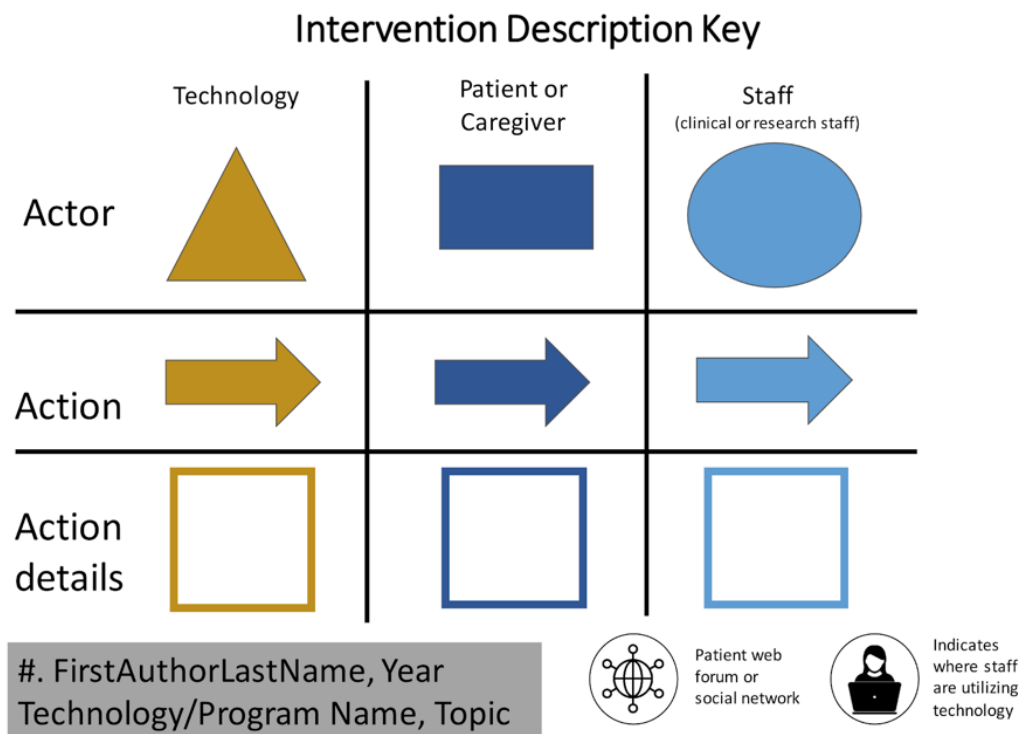 Intervention Description Key
Technology
Patient or
Caregiver
Staff
(clinical or research staff)
Actor
Action
Action
details
#. FirstAuthorLastName, Year
Technology/Program Name, Topic
Patient web
forum or
social network
Indicates
where staff
are utilizing
technology